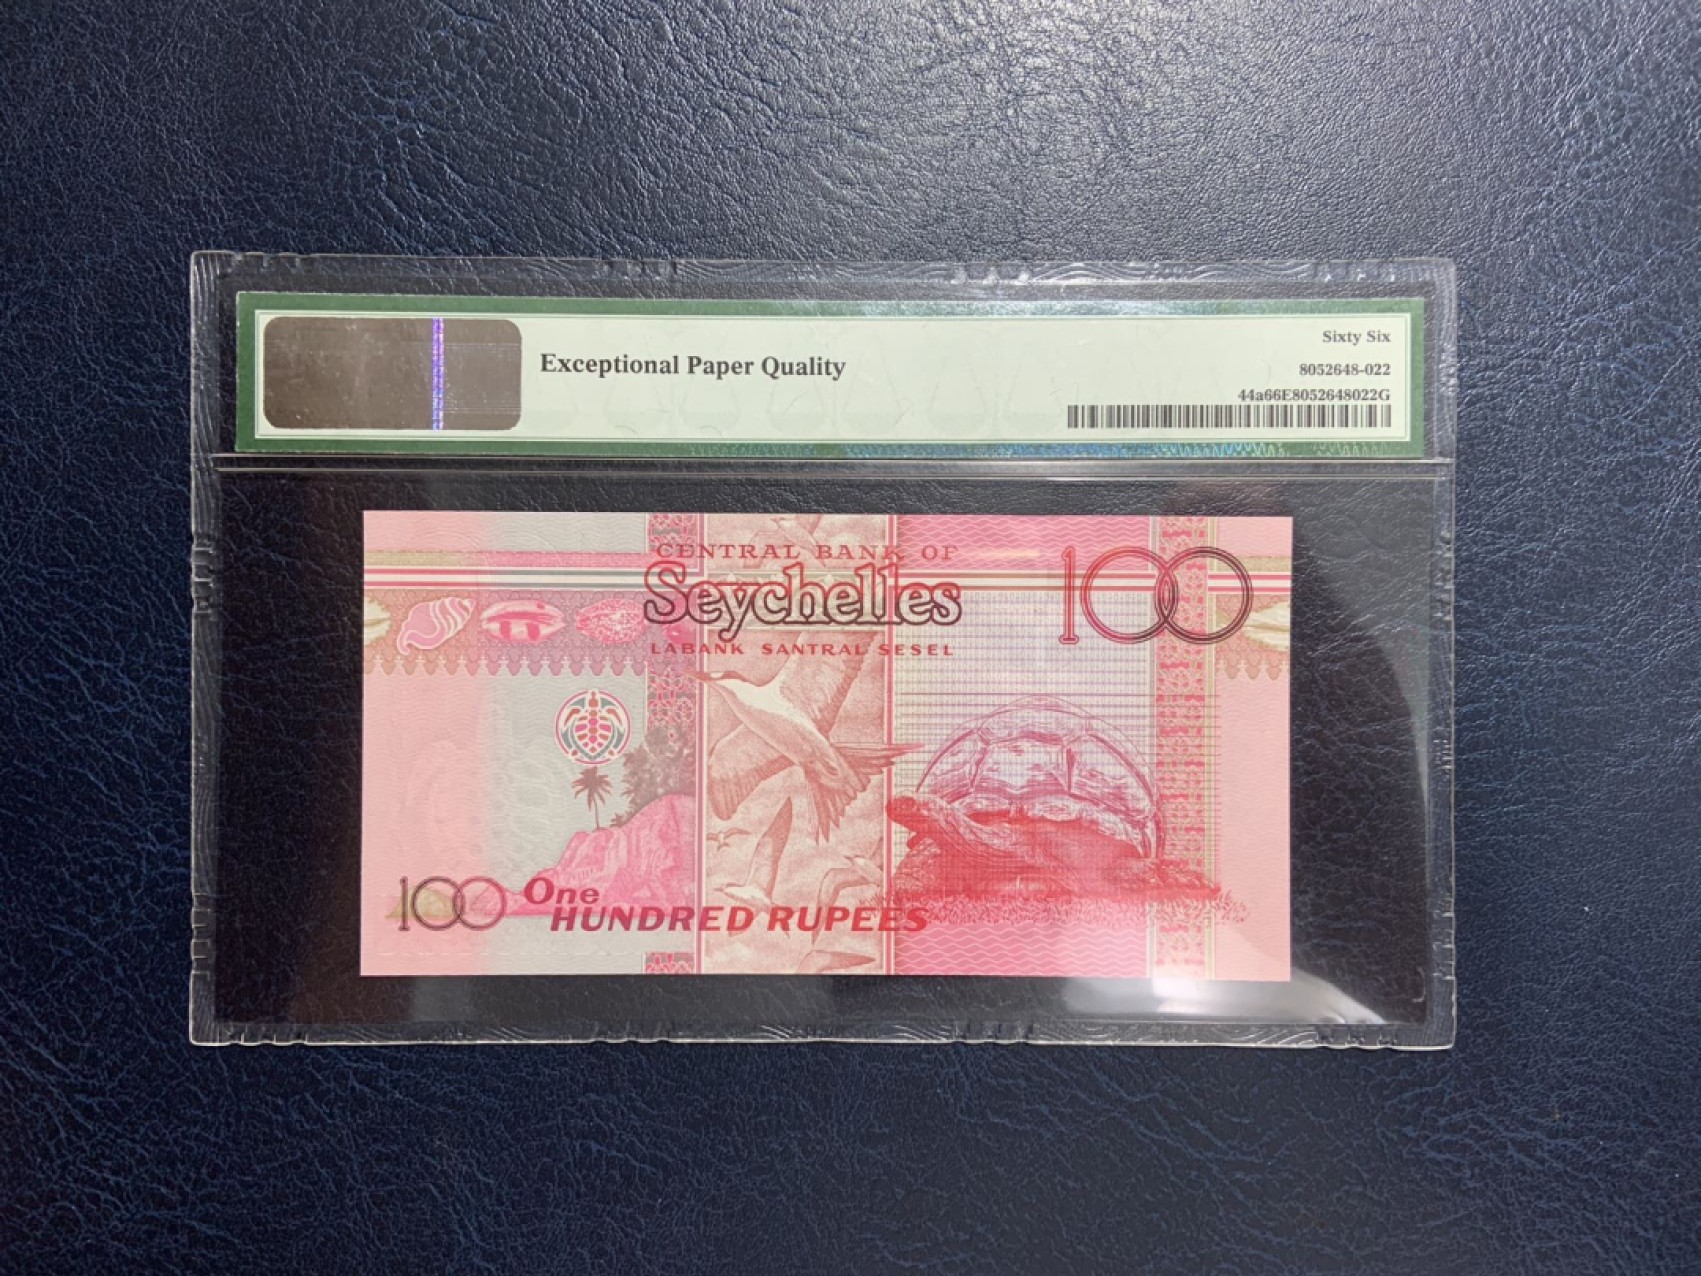 Sixty Six
Exceptional Paper Quality
8052648-022
44a66E8052648022G
CENTRAL BANK OF
Seychelles
LABANK SANTRAL SESEL
100
100
One
HUNDRED RUPEES